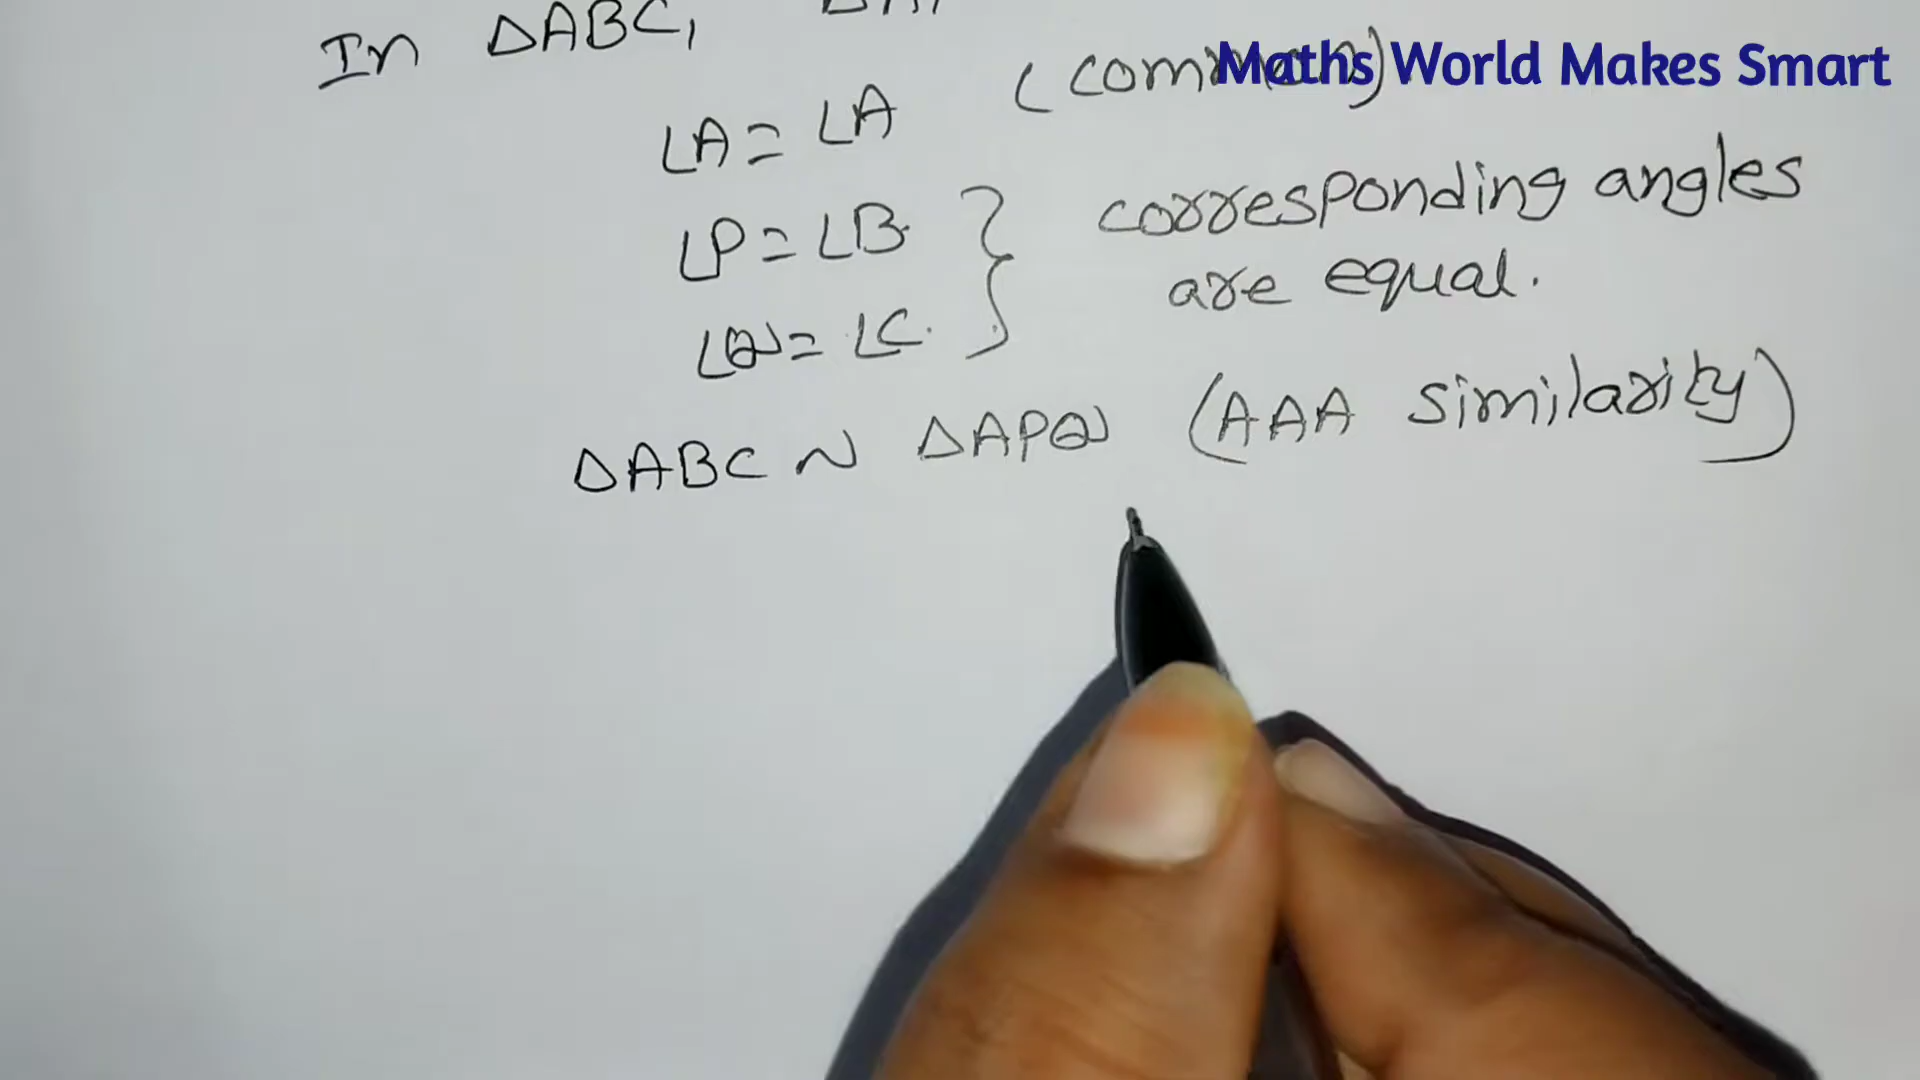 In ΔABC,
(common) Maths World Makes Smart
∠A = ∠A
∠P = ∠B
∠Q = ∠C
corresponding angles
are equal.
ΔABC ~ ΔAPQ (AAA similarity)